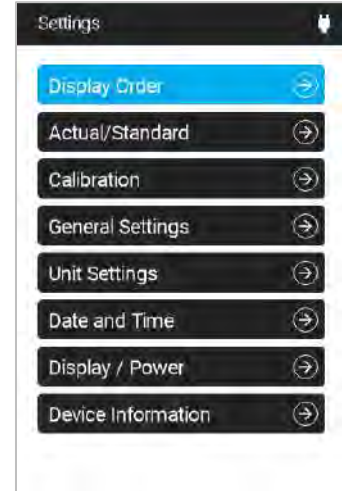 Settings
Display Order
Actual/Standard
Calibration
General Settings
Unit Settings
Date and Time
Display / Power
Device Information